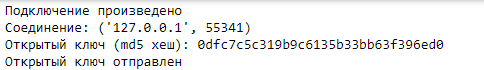 Подключение произведено
Соединение: ('127.0.0.1', 55341)
Открытый ключ (md5 хеш): 0dfc7c5c319b9c6135b33bb63f396ed0
Открытый ключ отправлен